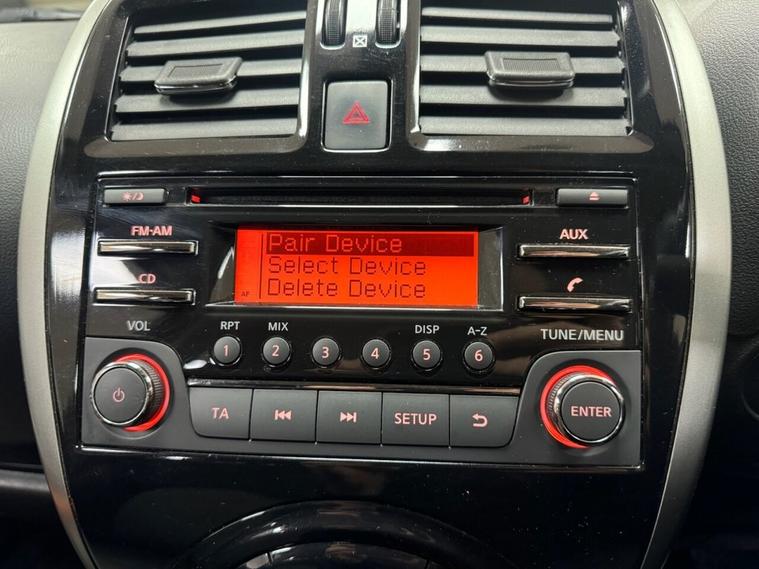 FM·AM
CD
AUX
Pair Device
Select Device
Delete Device
AF
VOL
RPT
MIX
DISP
A-Z
TUNE/MENU
1
2
3
4
5
6
TA
SETUP
ENTER